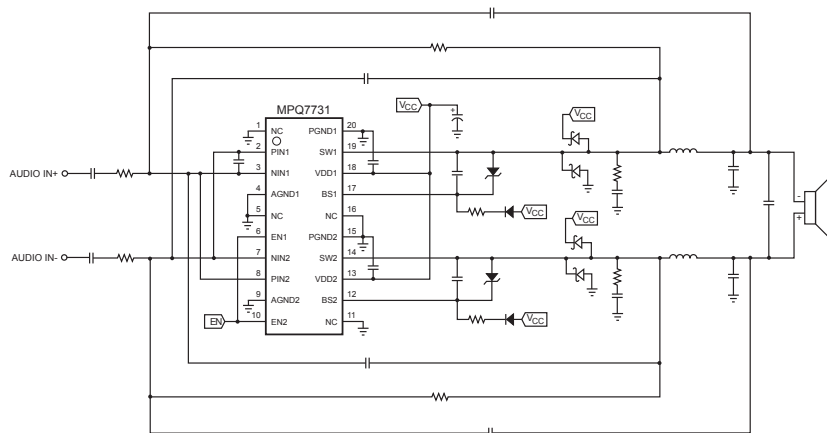 MPQ7731
VCC
VCC
1 NC PGND1 20
2 PIN1 SW1 19
AUDIO IN+ 3 NIN1 VDD1 18
4 AGND1 BS1 17
-
5 NC NC 16
VCC
+
6 EN1 PGND2 15
VCC
AUDIO IN- 7 NIN2 SW2 14
8 PIN2 VDD2 13
9 AGND2 BS2 12
EN 10 EN2 NC 11
VCC
+